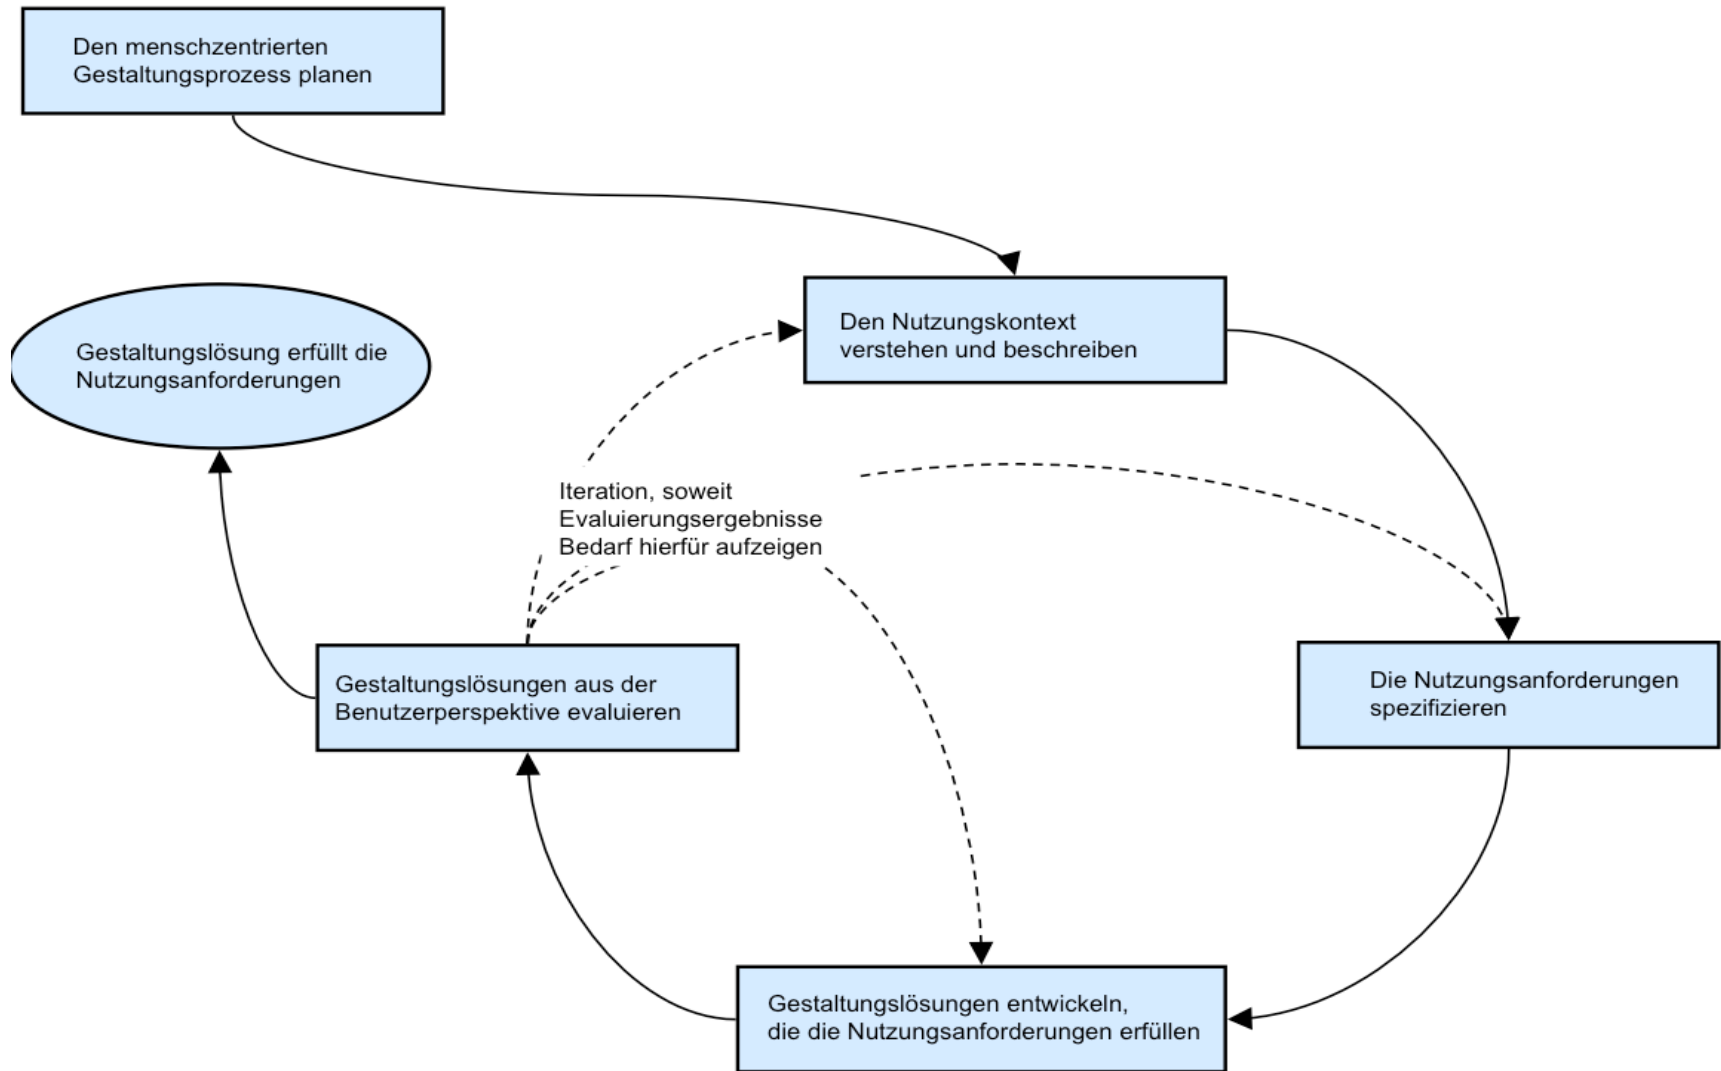 Den menschzentrierten
Gestaltungsprozess planen
Den Nutzungskontext
verstehen und beschreiben
Gestaltungslösung erfüllt die
Nutzungsanforderungen
Iteration, soweit
Evaluierungsergebnisse
Bedarf hierfür aufzeigen
Gestaltungslösungen aus der
Benutzerperspektive evaluieren
Die Nutzungsanforderungen
spezifizieren
Gestaltungslösungen entwickeln,
die die Nutzungsanforderungen erfüllen